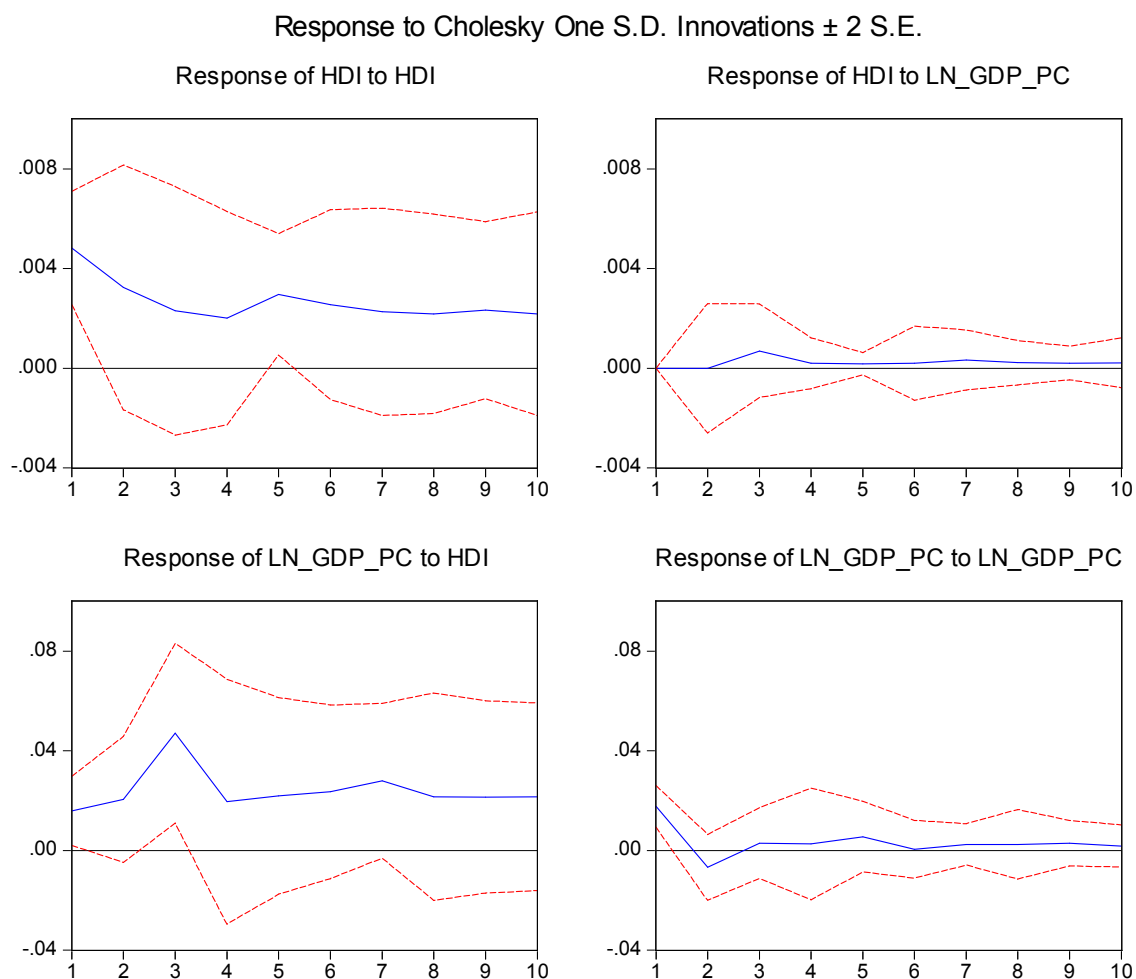 Response to Cholesky One S.D. Innovations ± 2 S.E.
Response of HDI to HDI
.008
.004
.000
-.004
1 2 3 4 5 6 7 8 9 10
Response of HDI to LN_GDP_PC
.008
.004
.000
-.004
1 2 3 4 5 6 7 8 9 10
Response of LN_GDP_PC to HDI
.08
.04
.00
-.04
1 2 3 4 5 6 7 8 9 10
Response of LN_GDP_PC to LN_GDP_PC
.08
.04
.00
-.04
1 2 3 4 5 6 7 8 9 10